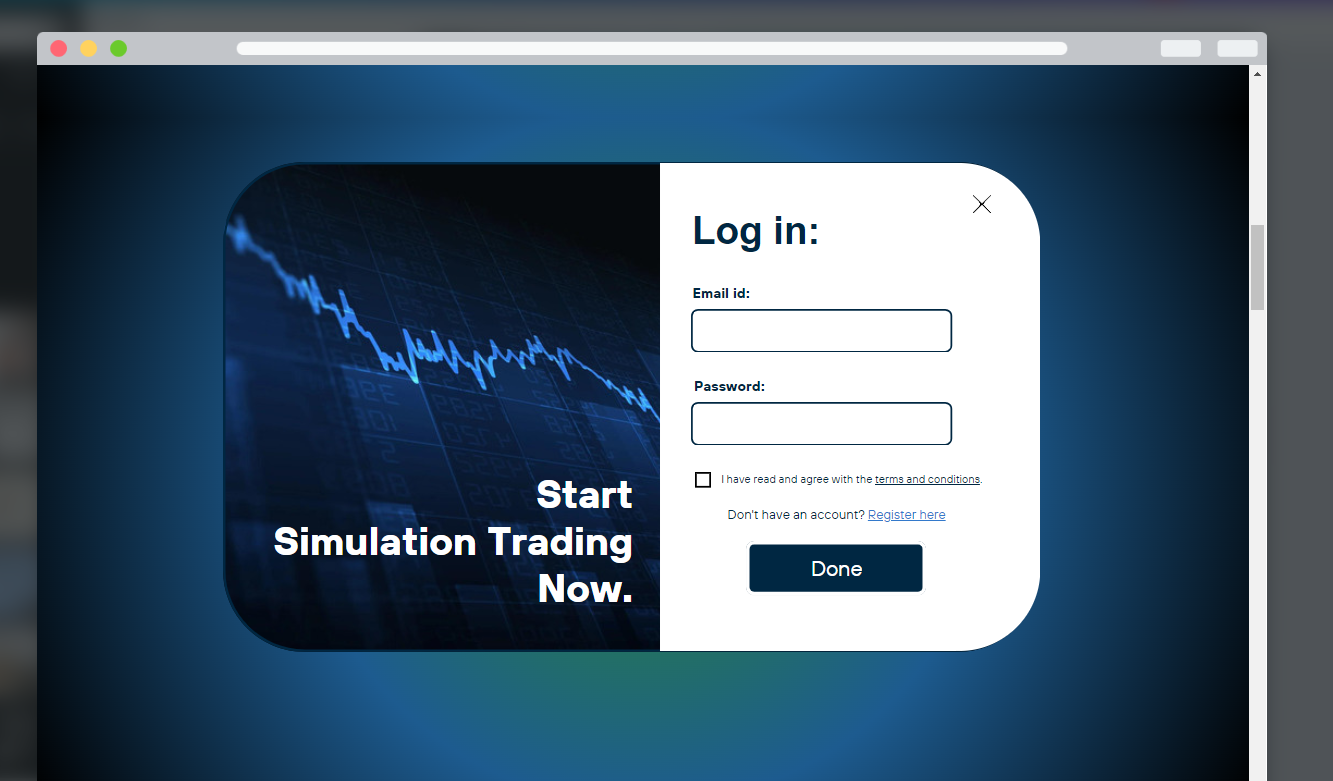 Start
Simulation Trading
Now.
Log in:
Email id:
Password:
I have read and agree with the terms and conditions.
Don't have an account? Register here
Done